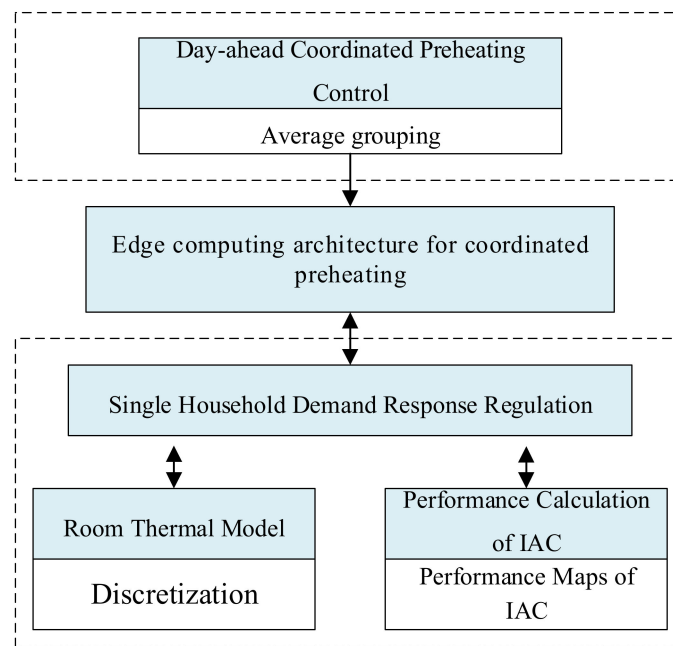 Day-ahead Coordinated Preheating
Control
Average grouping
Edge computing architecture for coordinated
preheating
Single Household Demand Response Regulation
Room Thermal Model
Discretization
Performance Calculation
of IAC
Performance Maps of
IAC